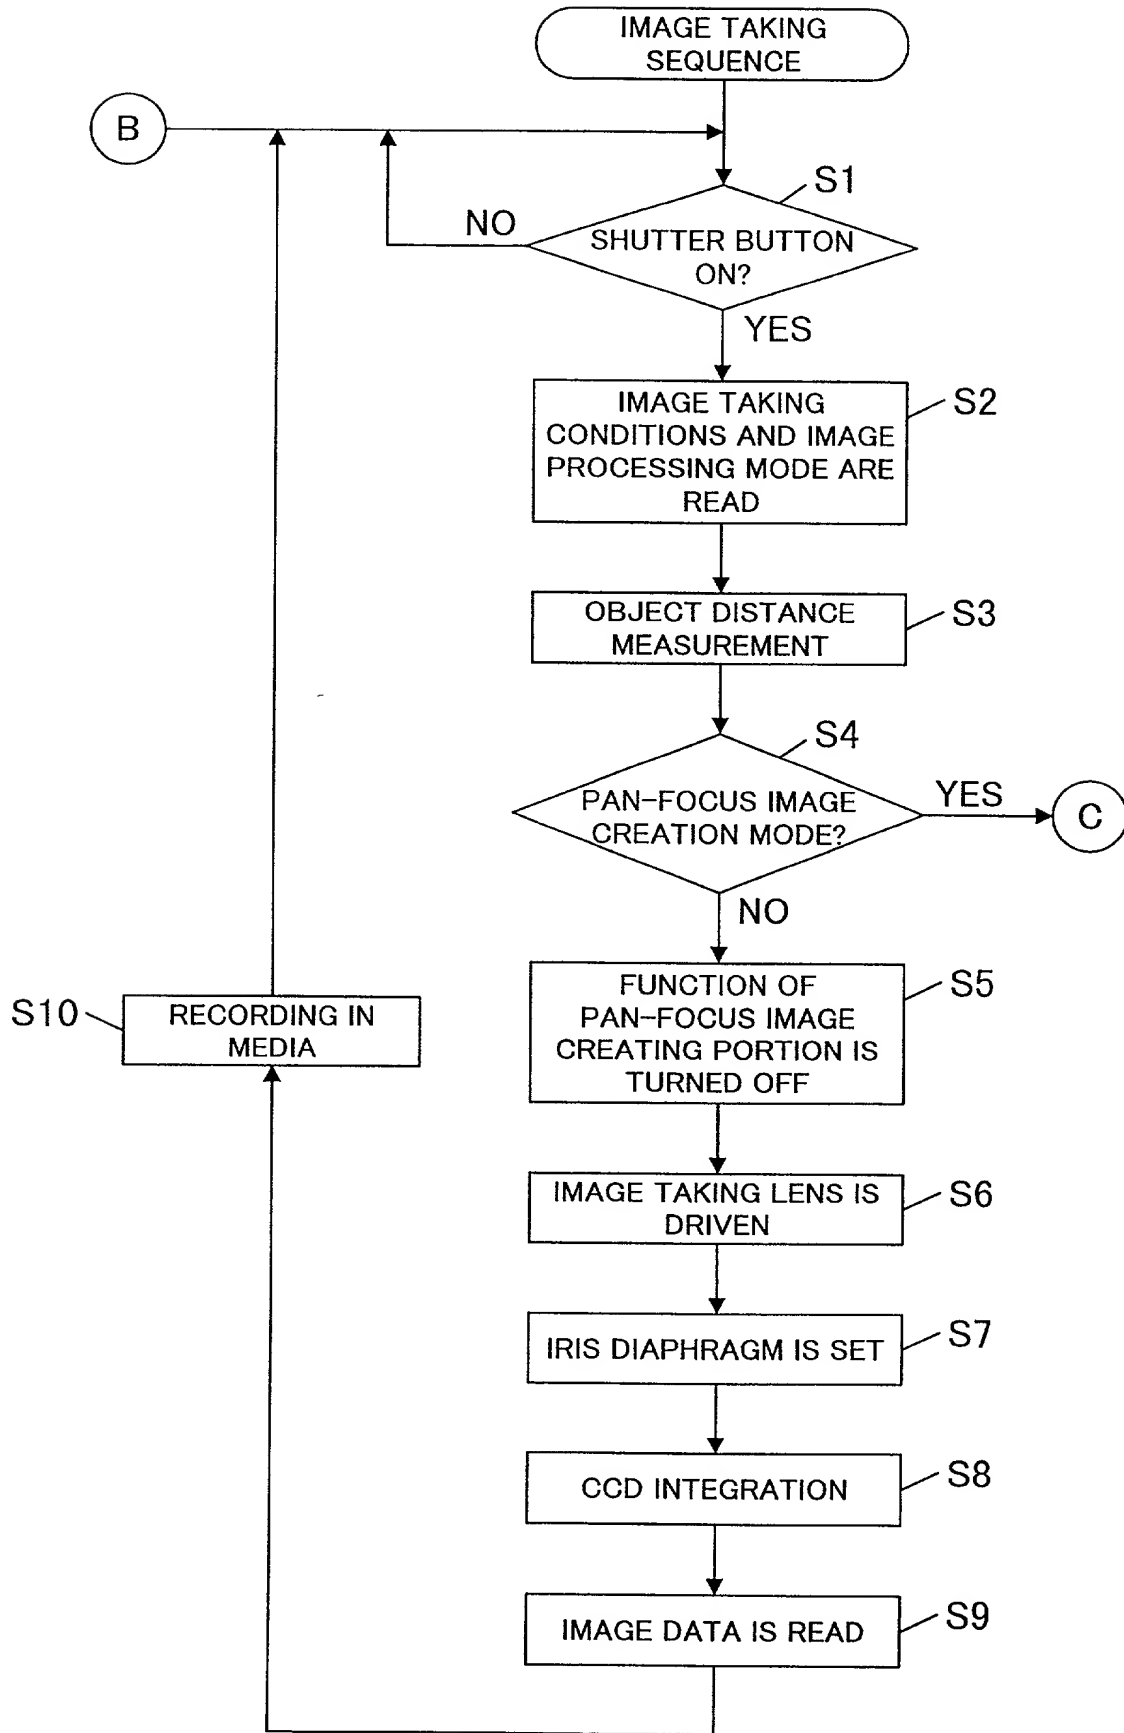 IMAGE TAKING
SEQUENCE
B
S1
NO
SHUTTER BUTTON
ON?
YES
IMAGE TAKING
CONDITIONS AND IMAGE
PROCESSING MODE ARE
READ
S2
OBJECT DISTANCE
MEASUREMENT
S3
S4
PAN-FOCUS IMAGE
CREATION MODE?
YES
C
NO
FUNCTION OF
PAN-FOCUS IMAGE
CREATING PORTION IS
TURNED OFF
S5
S10
RECORDING IN
MEDIA
IMAGE TAKING LENS IS
DRIVEN
S6
IRIS DIAPHRAGM IS SET
S7
CCD INTEGRATION
S8
IMAGE DATA IS READ
S9